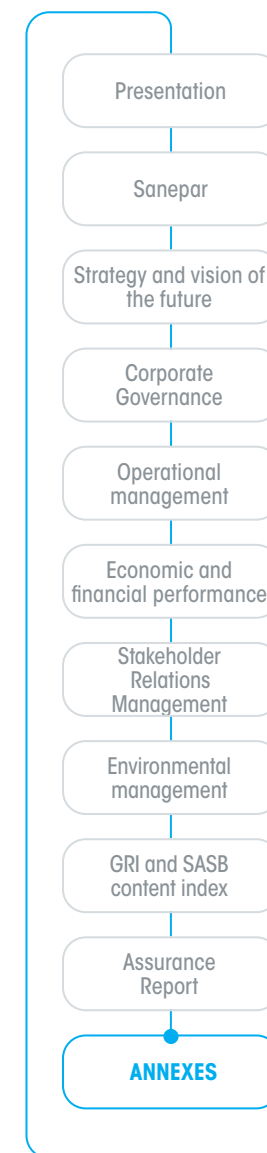 Presentation
Sanepar
Strategy and vision of
the future
Corporate
Governance
Operational
management
Economic and
financial performance
Stakeholder
Relations
Management
Environmental
management
GRI and SASB
content index
Assurance
Report
ANNEXES